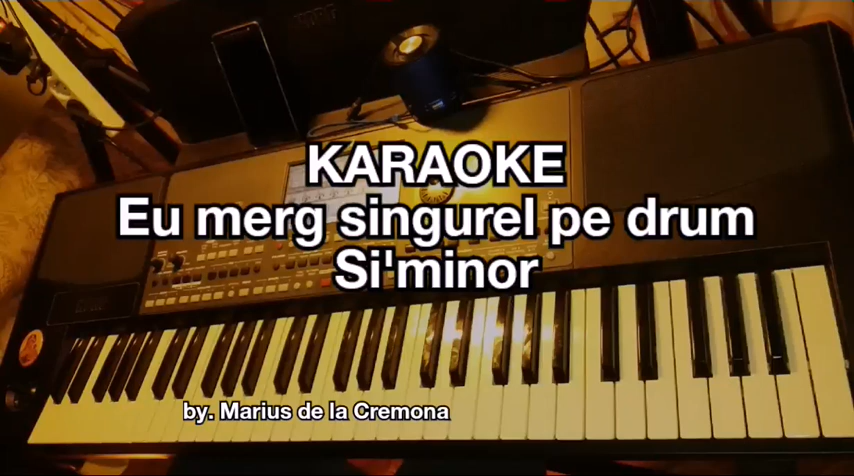 KARAOKE
Eu merg singurel pe drum
Si'minor
by. Marius de la Cremona